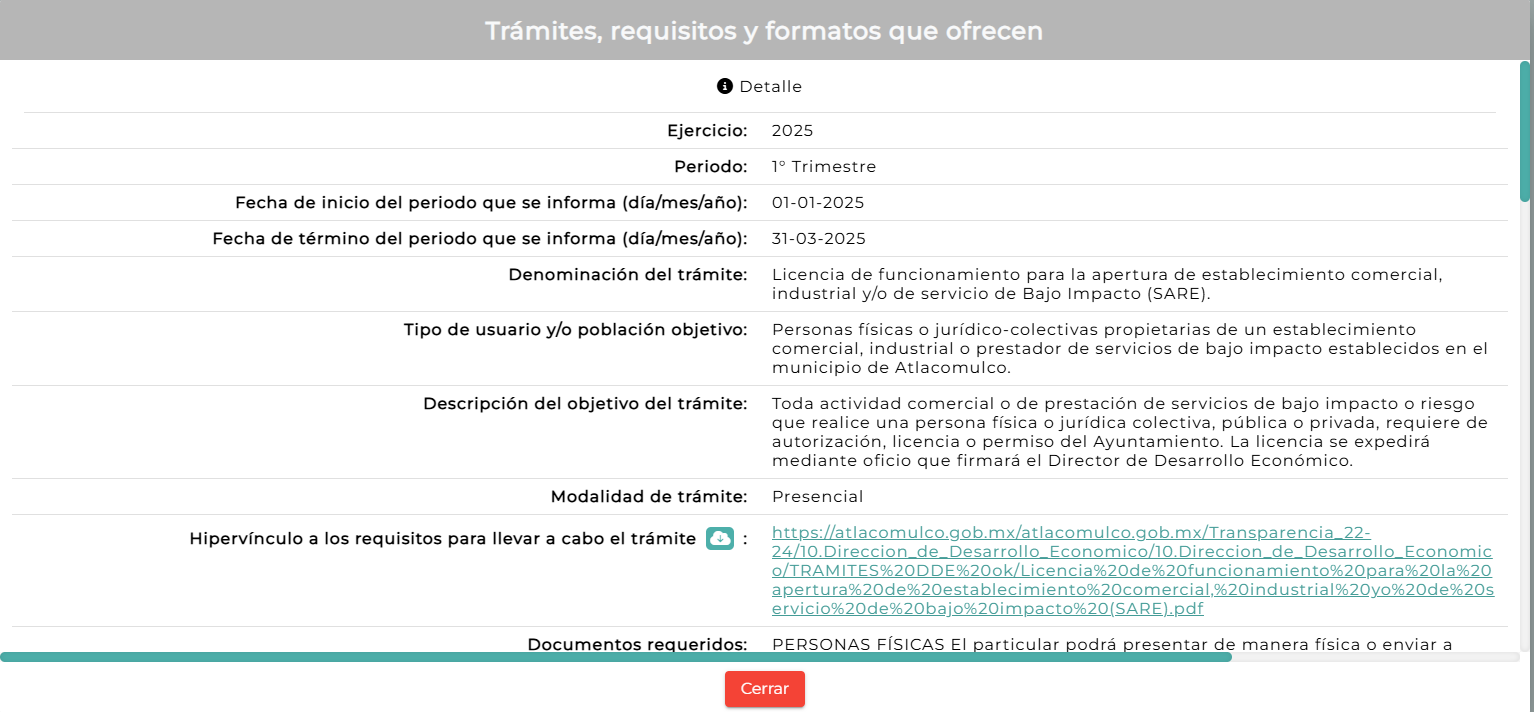 Trámites, requisitos y formatos que ofrecen
Detalle
Ejercicio: 2025
Periodo: 1° Trimestre
Fecha de inicio del periodo que se informa (día/mes/año): 01-01-2025
Fecha de término del periodo que se informa (día/mes/año): 31-03-2025
Denominación del trámite: Licencia de funcionamiento para la apertura de establecimiento comercial,
industrial y/o de servicio de Bajo Impacto (SARE).
Tipo de usuario y/o población objetivo: Personas físicas o jurídico-colectivas propietarias de un establecimiento
comercial, industrial o prestador de servicios de bajo impacto establecidos en el
municipio de Atlacomulco.
Descripción del objetivo del trámite: Toda actividad comercial o de prestación de servicios de bajo impacto o riesgo
que realice una persona física o jurídica colectiva, pública o privada, requiere de
autorización, licencia o permiso del Ayuntamiento. La licencia se expedirá
mediante oficio que firmará el Director de Desarrollo Económico.
Modalidad de trámite: Presencial
Hipervínculo a los requisitos para llevar a cabo el trámite : https://atlacomulco.gob.mx/atlacomulco.gob.mx/Transparencia_22-
24/10.Direccion_de_Desarrollo_Economico/10.Direccion_de_Desarrollo_Economic
o/TRAMITES%20DDE%20ok/Licencia%20de%20funcionamiento%20para%20la%20
apertura%20de%20establecimiento%20comercial,%20industrial%20yo%20de%20s
ervicio%20de%20bajo%20impacto%20(SARE).pdf
Documentos requeridos: PERSONAS FÍSICAS El particular podrá presentar de manera física o enviar a
Cerrar